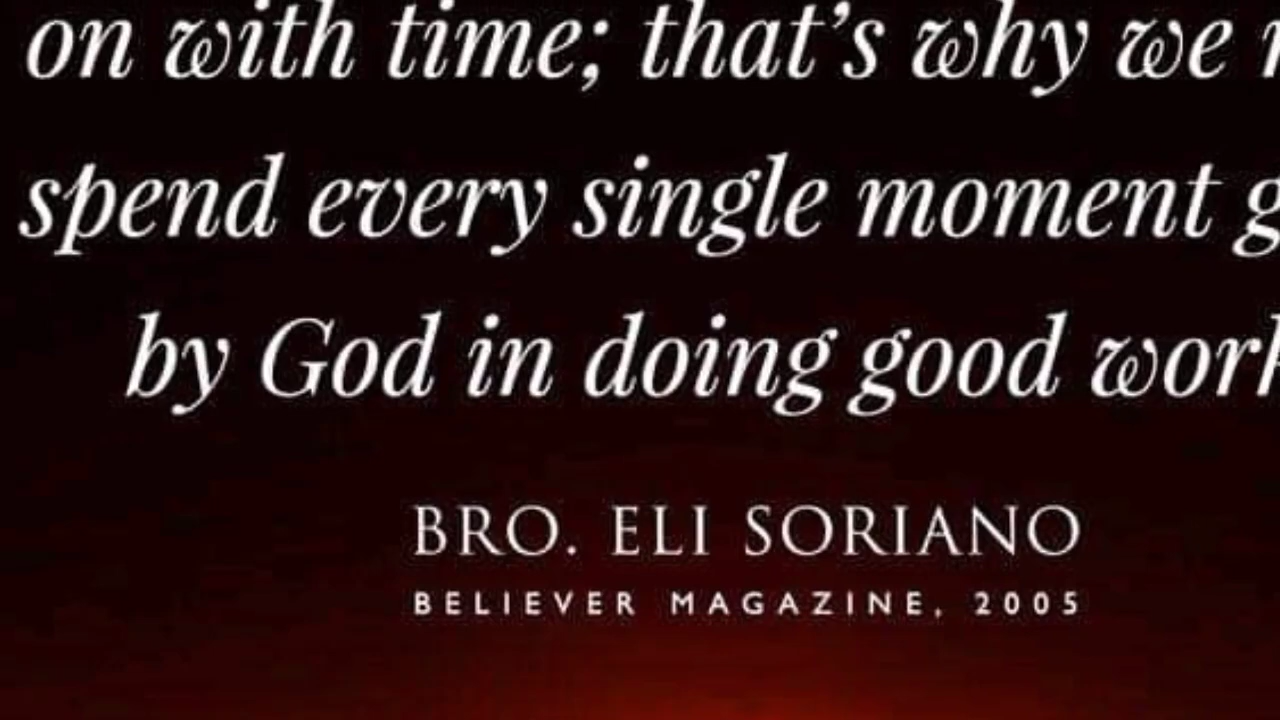 on with time; that's why we
spend every single moment
by God in doing good
BRO. ELI SORIANO
BELIEVER MAGAZINE, 2005